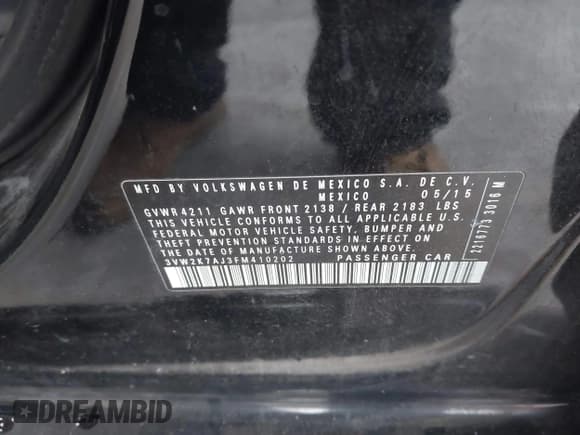 MFD BY VOLKSWAGEN DE MEXICO S.A. DE C.V.
MEXICO 05/15
GVWR4211 GAWR FRONT 2138 / REAR 2183 LBS
THIS VEHICLE CONFORMS TO ALL APPLICABLE U.S.
FEDERAL MOTOR VEHICLE SAFETY, BUMPER AND
THEFT PREVENTION STANDARDS IN EFFECT ON
THE DATE OF MANUFACTURE SHOWN ABOVE.
3VW2K7AJ3FM410202 PASSENGER CAR
3016 M
DREAMBID